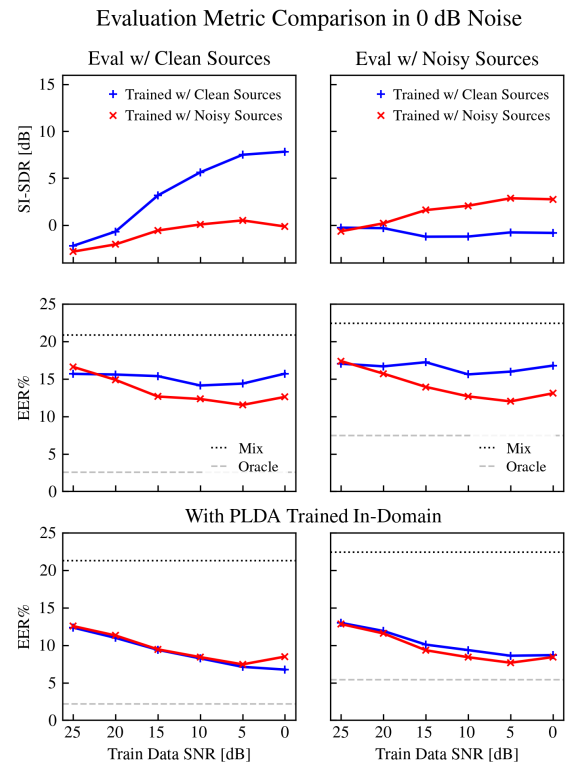 Evaluation Metric Comparison in 0 dB Noise
Eval w/ Clean Sources
Eval w/ Noisy Sources
SI-SDR [dB]
15
10
5
0
Trained w/ Clean Sources
Trained w/ Noisy Sources
Trained w/ Clean Sources
Trained w/ Noisy Sources
EER%
25
20
15
10
5
0
Mix
Oracle
Mix
Oracle
With PLDA Trained In-Domain
EER%
25
20
15
10
5
0
25 20 15 10 5 0
25 20 15 10 5 0
Train Data SNR [dB]
Train Data SNR [dB]